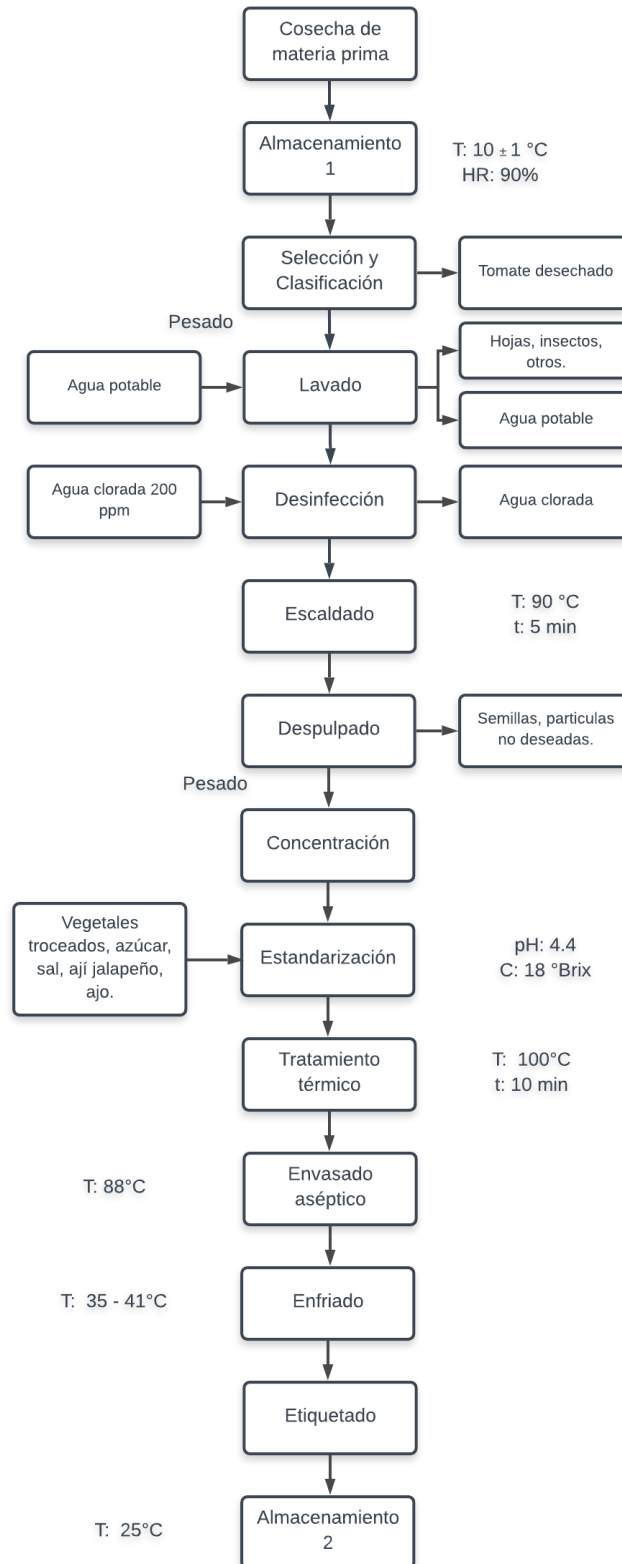 Cosecha de
materia prima
Almacenamiento
1
T: 10 ± 1 °C
HR: 90%
Selección y
Clasificación
Tomate desechado
Pesado
Hojas, insectos,
otros.
Agua potable
Lavado
Agua potable
Agua clorada 200
ppm
Desinfección
Agua clorada
Escaldado
T: 90 °C
t: 5 min
Despulpado
Semillas, particulas
no deseadas.
Pesado
Concentración
Vegetales
troceados, azúcar,
sal, ají jalapeño,
ajo.
Estandarización
pH: 4.4
C: 18 °Brix
Tratamiento
térmico
T: 100°C
t: 10 min
T: 88°C
Envasado
aséptico
T: 35 - 41°C
Enfriado
Etiquetado
T: 25°C
Almacenamiento
2